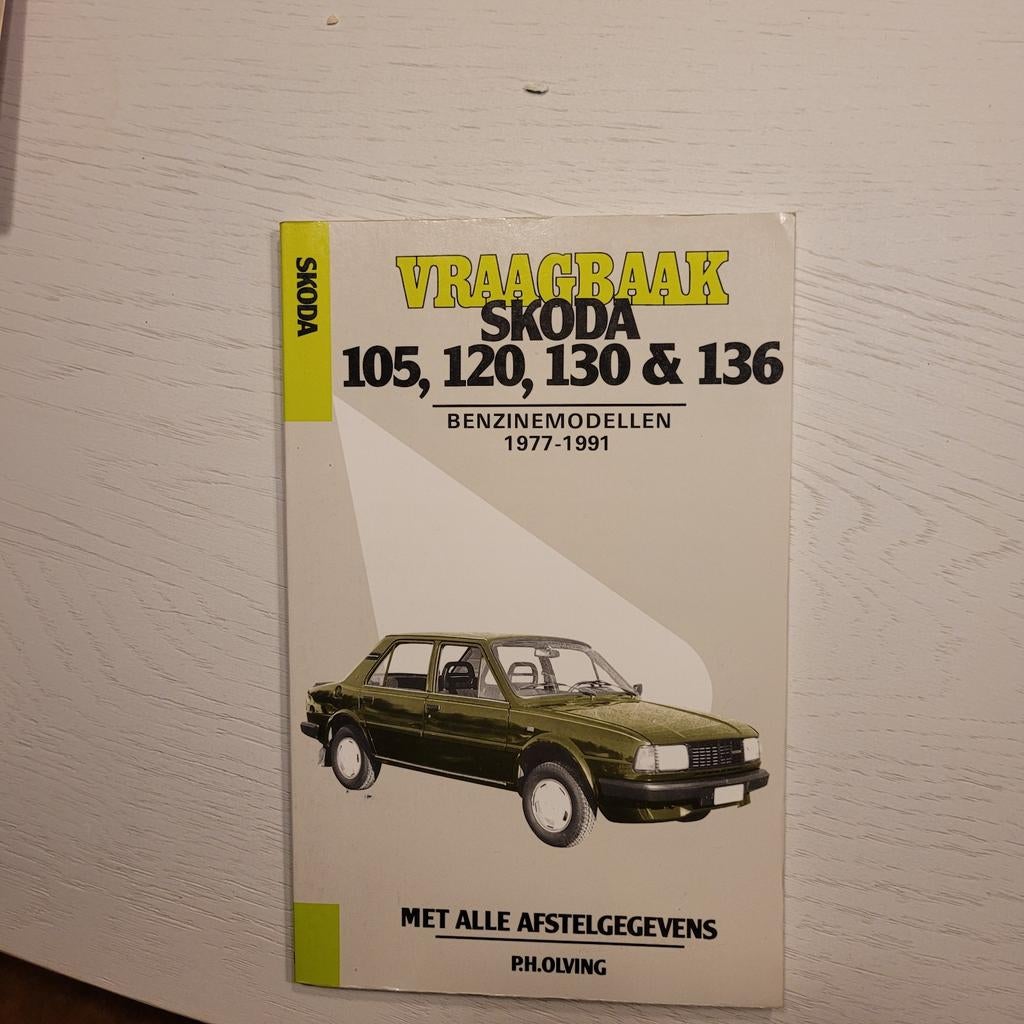 SKODA
VRAAGBAAK
SKODA
105, 120, 130 & 136
BENZINEMODELLEN
1977-1991
MET ALLE AFSTELGEGEVENS
P.H.OLVING